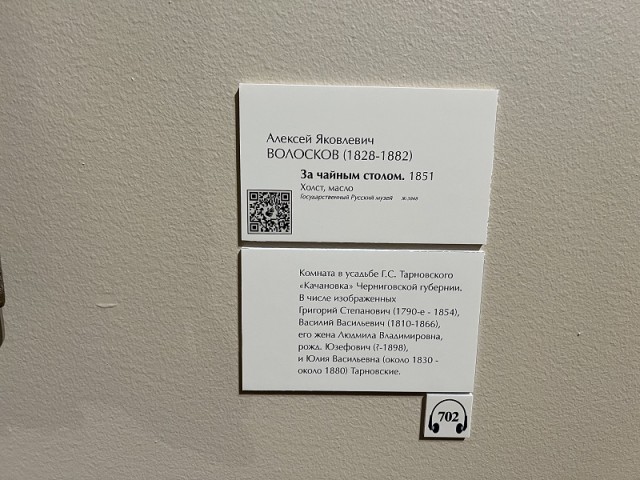 Алексей Яковлевич
ВОЛОСКОВ (1828-1882)
За чайным столом. 1851
Холст, масло
Государственный Русский музей
Комната в усадьбе Г.С. Тарновского
«Качановка» Черниговской губернии.
В числе изображенных
Григорий Степанович (1790-е - 1854),
Василий Васильевич (1810-1866),
его жена Людмила Владимировна,
рожд. Юзефович (?-1898),
и Юлия Васильевна (около 1830 -
около 1880) Тарновские.
702